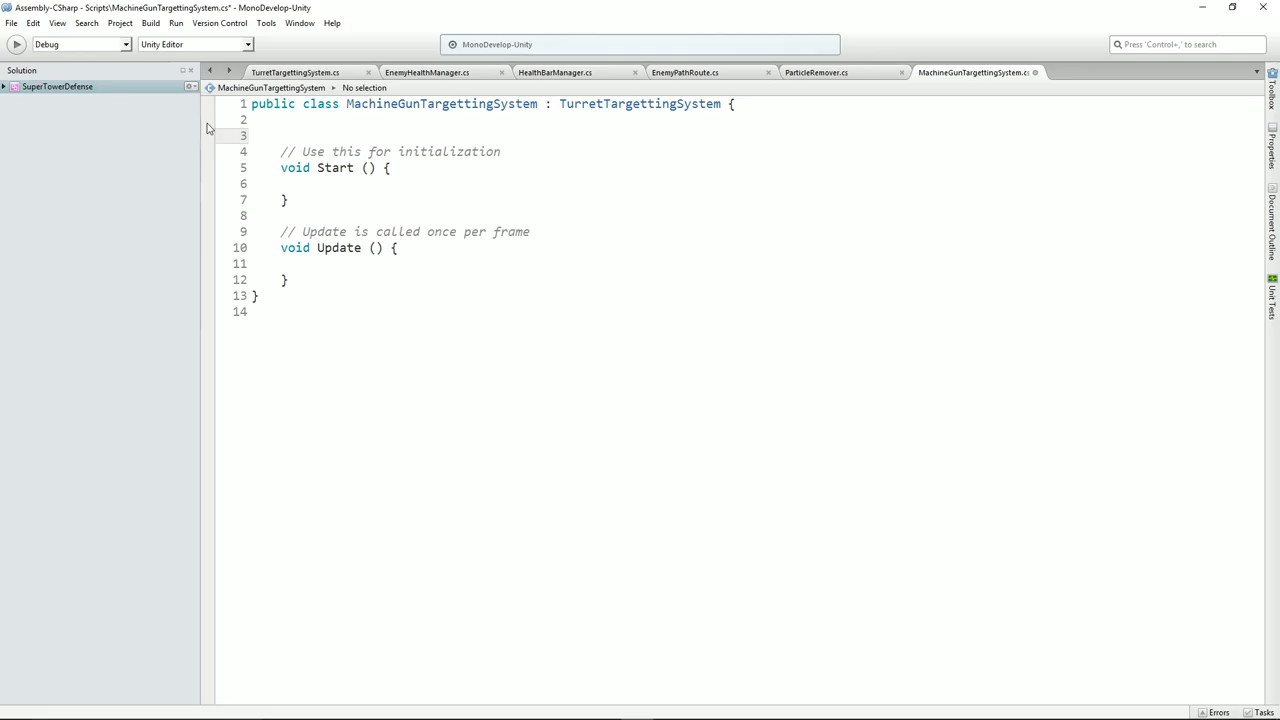 Assembly-CSharp - Scripts\MachineGunTargettingSystem.cs* - MonoDevelop-Unity
File Edit View Search Project Build Run Version Control Tools Window Help
Debug Unity Editor MonoDevelop-Unity Press 'Control+,' to search
Solution
SuperTowerDefense
TurretTargettingSystem.cs EnemyHealthManager.cs HealthBarManager.cs EnemyPathRoute.cs ParticleRemover.cs MachineGunTargettingSystem.cs
MachineGunTargettingSystem No selection
1 public class MachineGunTargettingSystem : TurretTargettingSystem {
2
3
4 // Use this for initialization
5 void Start () {
6
7 }
8
9 // Update is called once per frame
10 void Update () {
11
12 }
13 }
14
Toolbox
Properties
Document Outline
Unit Tests
Errors Tasks